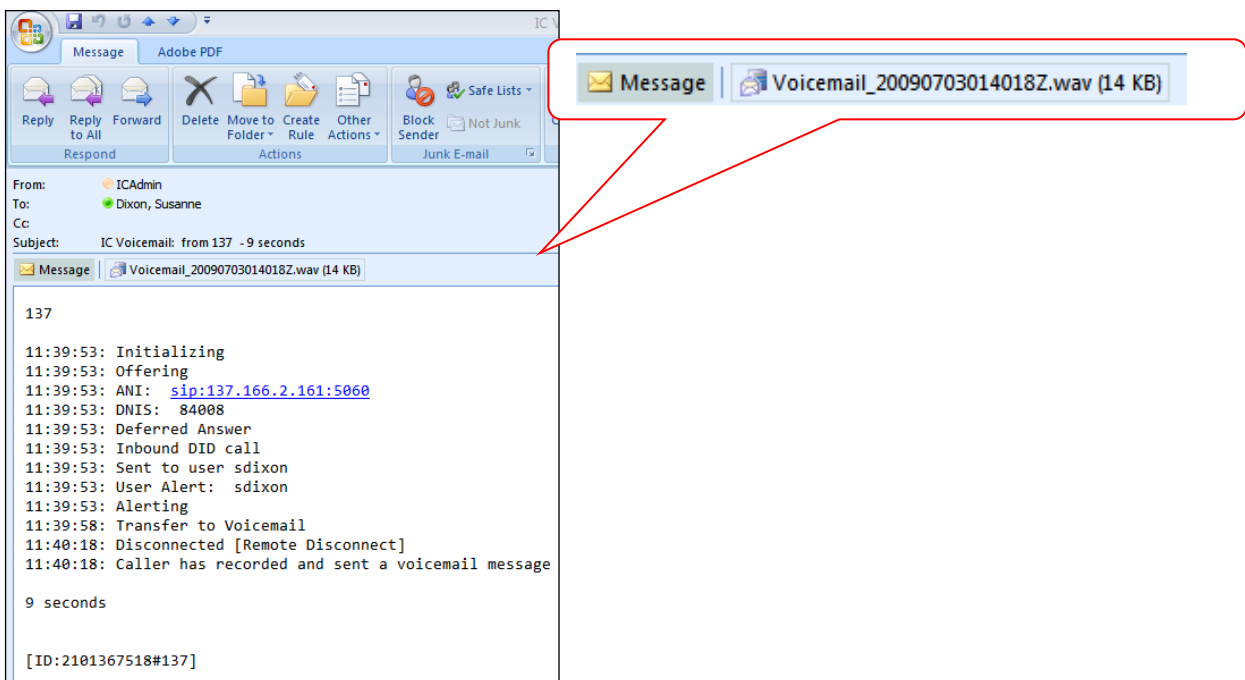 IC
Message Adobe PDF
Reply Reply to All Forward Delete Move to Folder Create Rule Other Actions Block Sender Safe Lists Not Junk
Respond Actions Junk E-mail
Message Voicemail_20090703014018Z.wav (14 KB)
From: ICAdmin
To: Dixon, Susanne
Cc:
Subject: IC Voicemail: from 137 - 9 seconds
Message Voicemail_20090703014018Z.wav (14 KB)
137
11:39:53: Initializing
11:39:53: Offering
11:39:53: ANI: sip:137.166.2.161:5060
11:39:53: DNIS: 84008
11:39:53: Deferred Answer
11:39:53: Inbound DID call
11:39:53: Sent to user sdixon
11:39:53: User Alert: sdixon
11:39:53: Alerting
11:39:58: Transfer to Voicemail
11:40:18: Disconnected [Remote Disconnect]
11:40:18: Caller has recorded and sent a voicemail message
9 seconds
[ID:2101367518#137]